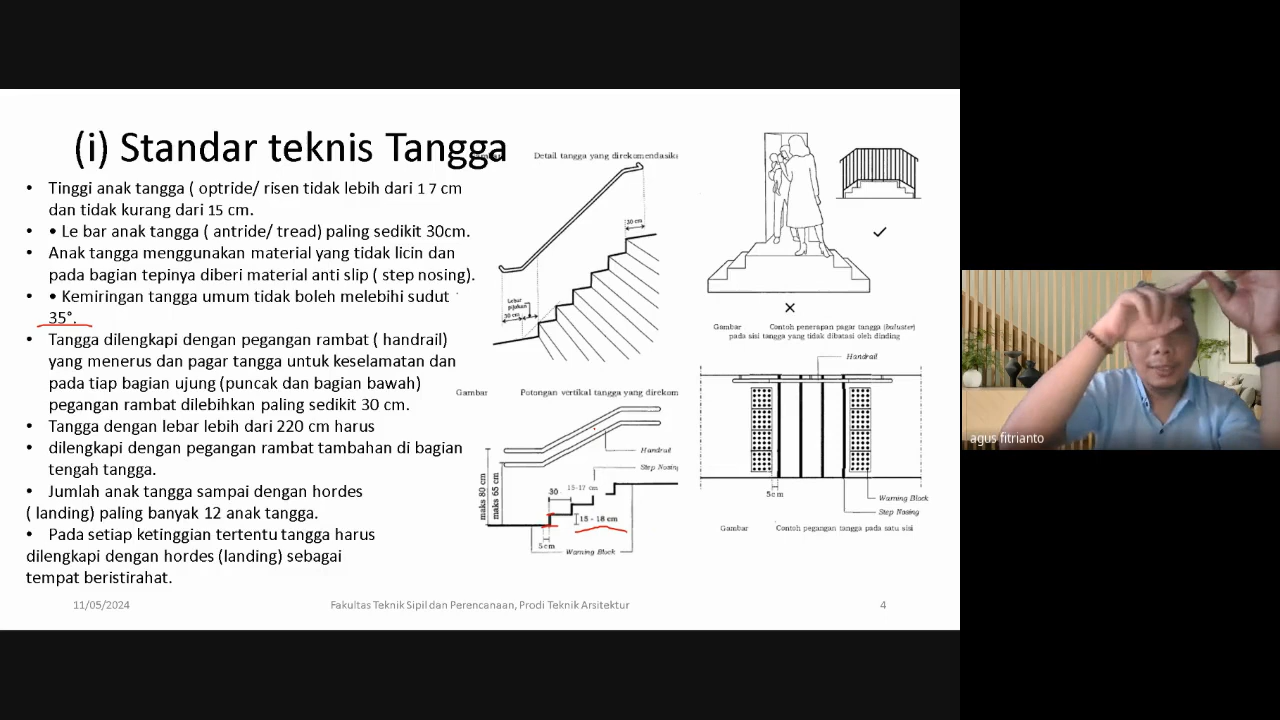 (i) Standar teknis Tangga
• Tinggi anak tangga ( optride/ risen tidak lebih dari 1 7 cm
dan tidak kurang dari 15 cm.
• • Le bar anak tangga ( antride/ tread) paling sedikit 30cm.
• Anak tangga menggunakan material yang tidak licin dan
pada bagian tepinya diberi material anti slip ( step nosing).
• • Kemiringan tangga umum tidak boleh melebihi sudut
35°.
• Tangga dilengkapi dengan pegangan rambat ( handrail)
yang menerus dan pagar tangga untuk keselamatan dan
pada tiap bagian ujung (puncak dan bagian bawah)
pegangan rambat dilebihkan paling sedikit 30 cm.
• Tangga dengan lebar lebih dari 220 cm harus
• dilengkapi dengan pegangan rambat tambahan di bagian
tengah tangga.
• Jumlah anak tangga sampai dengan hordes
( landing) paling banyak 12 anak tangga.
• Pada setiap ketinggian tertentu tangga harus
dilengkapi dengan hordes (landing) sebagai
tempat beristirahat.
Detail tangga yang direkomendasika
30 cm
Lebar
pijakan
30 cm
Gambar Potongan vertikal tangga yang direkom
Handrail
Step Nosing
maks 80 cm
maks 65 cm
30
15-17 cm
15 - 18 cm
5cm
Warning Block
Gambar Contoh penerapan pagar tangga (baluster)
pada sisi tangga yang tidak dibatasi oleh dinding
Handrail
5cm
Warning Block
Step Nosing
Gambar Contoh pegangan tangga pada satu sisi
11/05/2024
Fakultas Teknik Sipil dan Perencanaan, Prodi Teknik Arsitektur
4
agus fitrianto